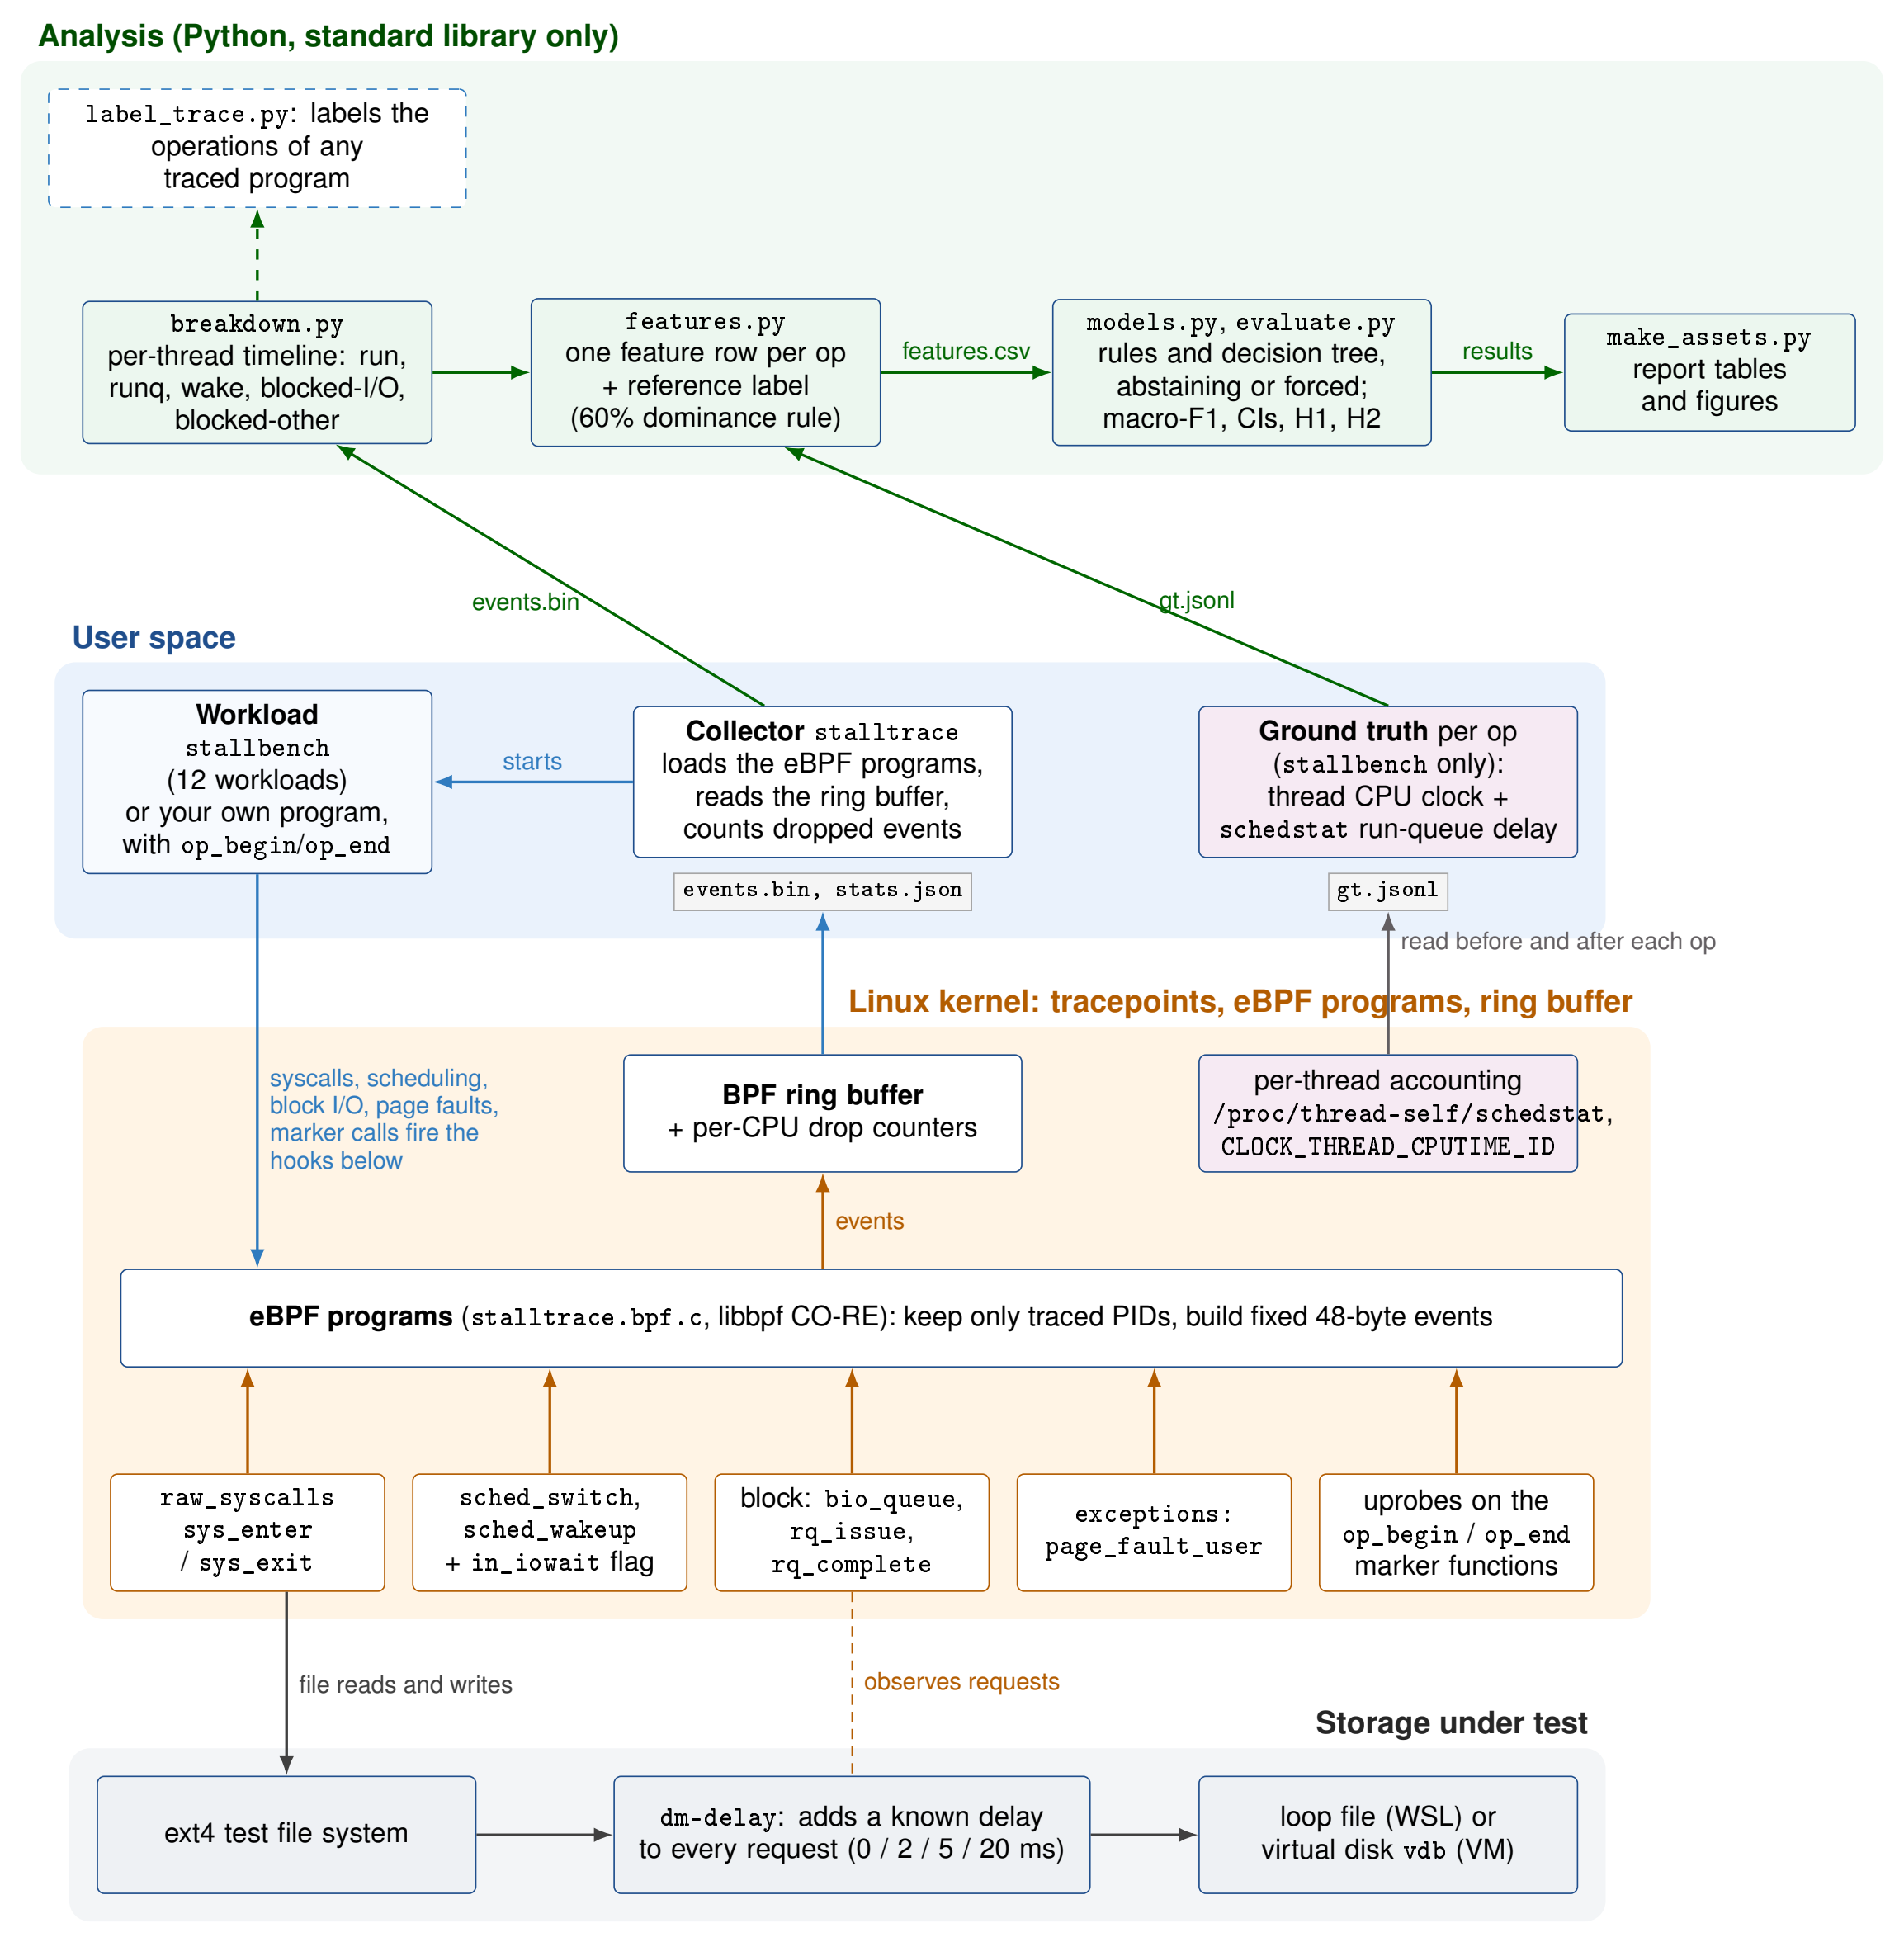 Analysis (Python, standard library only)
label_trace.py: labels the
operations of any
traced program
breakdown.py
per-thread timeline: run,
runq, wake, blocked-I/O,
blocked-other
features.py
one feature row per op
+ reference label
(60% dominance rule)
features.csv
models.py, evaluate.py
rules and decision tree,
abstaining or forced;
macro-F1, CIs, H1, H2
results
make_assets.py
report tables
and figures
events.bin
gt.jsonl
User space
Workload
stallbench
(12 workloads)
or your own program,
with op_begin/op_end
starts
Collector stalltrace
loads the eBPF programs,
reads the ring buffer,
counts dropped events
Ground truth per op
(stallbench only):
thread CPU clock +
schedstat run-queue delay
events.bin, stats.json
gt.jsonl
read before and after each op
Linux kernel: tracepoints, eBPF programs, ring buffer
syscalls, scheduling,
block I/O, page faults,
marker calls fire the
hooks below
BPF ring buffer
+ per-CPU drop counters
per-thread accounting
/proc/thread-self/schedstat,
CLOCK_THREAD_CPUTIME_ID
events
eBPF programs (stalltrace.bpf.c, libbpf CO-RE): keep only traced PIDs, build fixed 48-byte events
raw_syscalls
sys_enter
/ sys_exit
sched_switch,
sched_wakeup
+ in_iowait flag
block: bio_queue,
rq_issue,
rq_complete
exceptions:
page_fault_user
uprobes on the
op_begin / op_end
marker functions
file reads and writes
observes requests
Storage under test
ext4 test file system
dm-delay: adds a known delay
to every request (0 / 2 / 5 / 20 ms)
loop file (WSL) or
virtual disk vdb (VM)